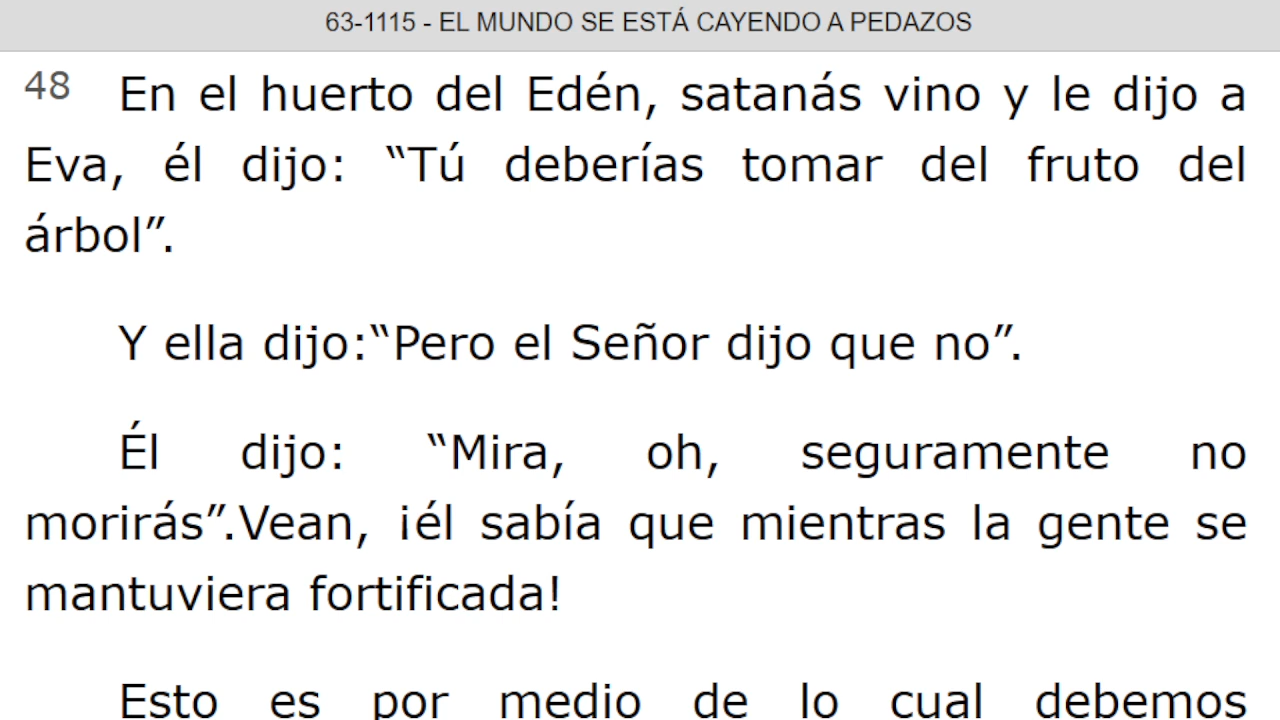 63-1115 - EL MUNDO SE ESTÁ CAYENDO A PEDAZOS
48 En el huerto del Edén, satanás vino y le dijo a
Eva, él dijo: “Tú deberías tomar del fruto del
árbol”.
Y ella dijo:“Pero el Señor dijo que no”.
Él dijo: “Mira, oh, seguramente no
morirás”.Vean, ¡él sabía que mientras la gente se
mantuviera fortificada!
Esto es por medio de lo cual debemos